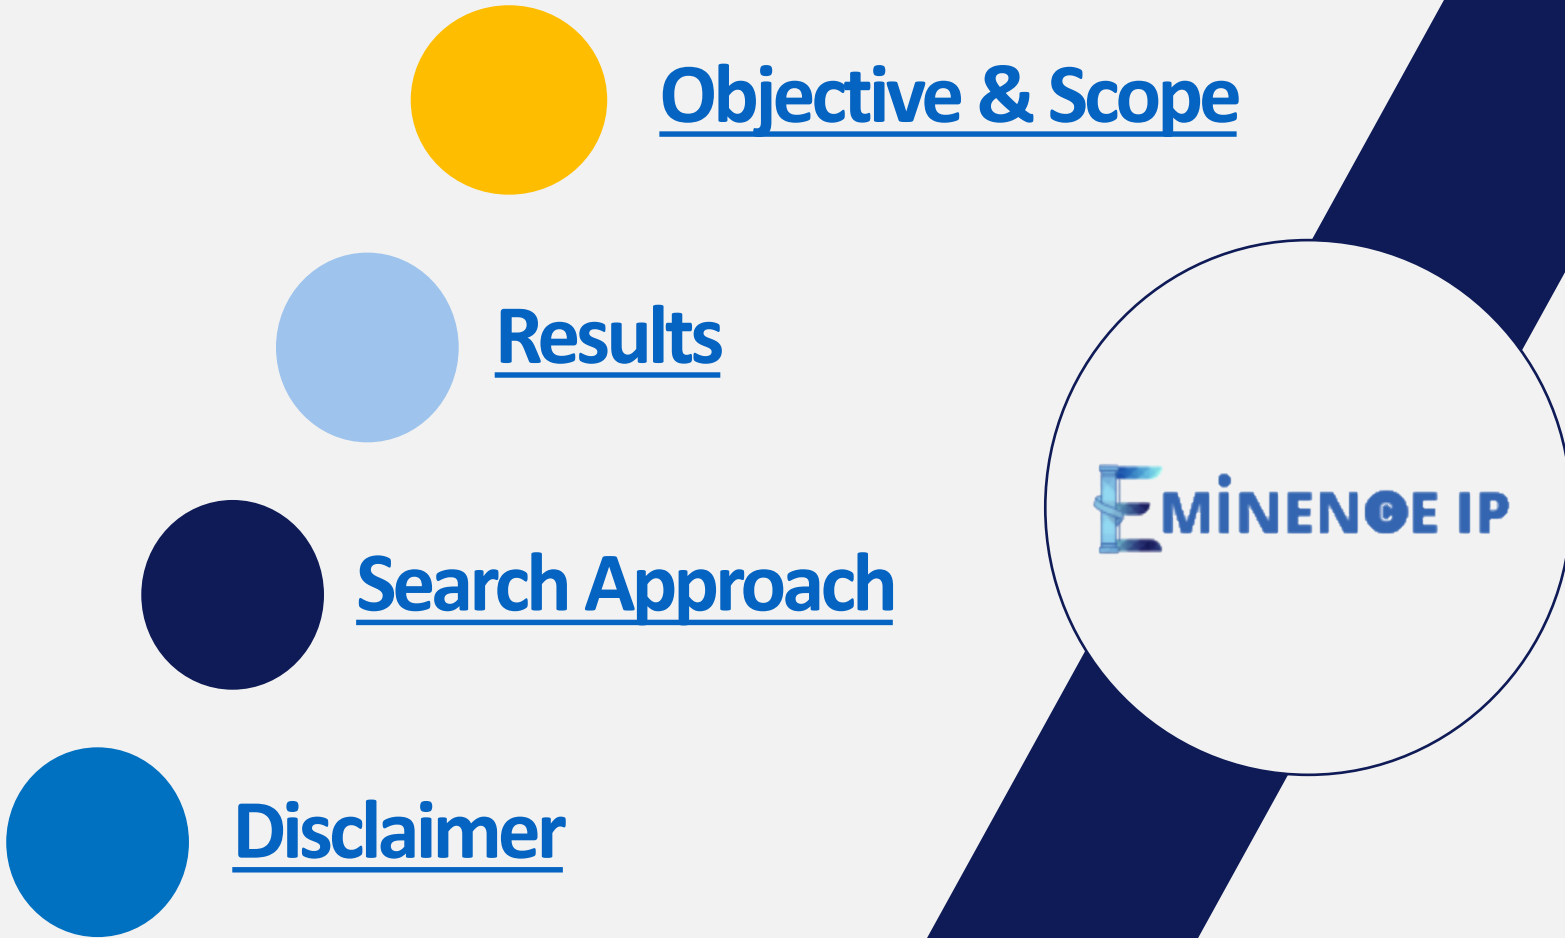 Objective & Scope
Results
Search Approach
Disclaimer
EMINENCE IP